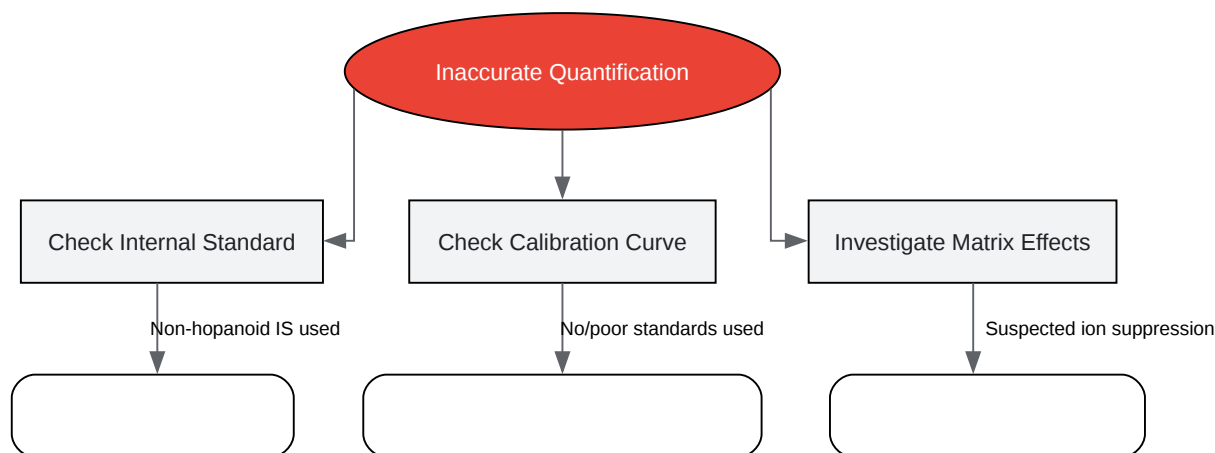 Inaccurate Quantification
Check Internal Standard
Check Calibration Curve
Investigate Matrix Effects
Non-hopanoid IS used
No/poor standards used
Suspected ion suppression